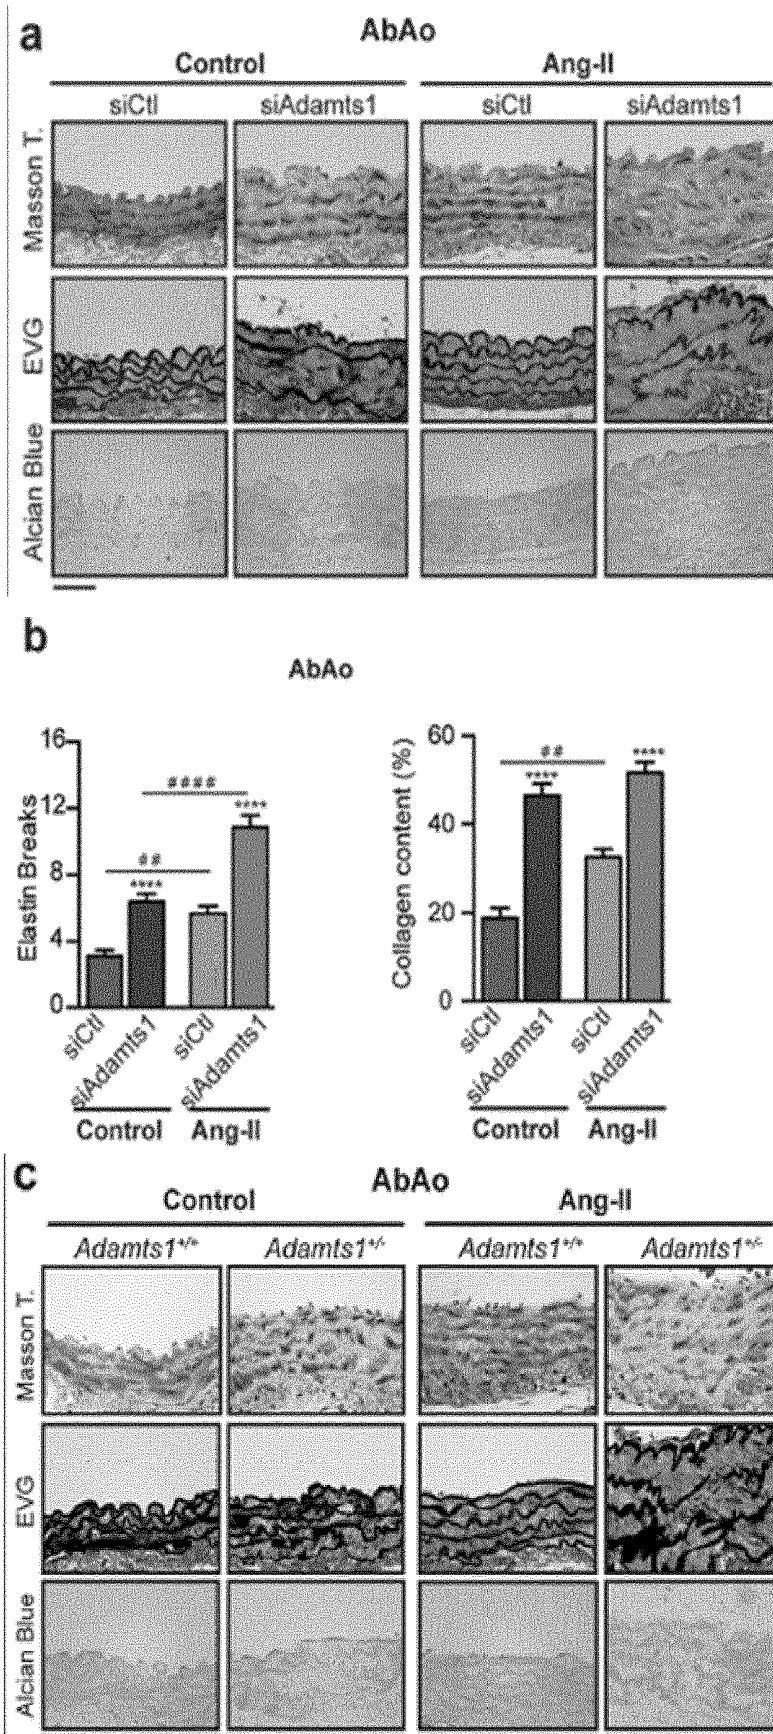 a
AbAo
Control Ang-II
siCtl siAdamts1 siCtl siAdamts1
Masson T.
EVG
Alcian Blue
b
AbAo
Elastin Breaks
16
12
8
4
0
####
##
****
****
siCtl
siAdamts1
siCtl
siAdamts1
Control Ang-II
Collagen content (%)
60
40
20
0
##
****
****
siCtl
siAdamts1
siCtl
siAdamts1
Control Ang-II
c
AbAo
Control Ang-II
Adamts1+/+ Adamts1+/- Adamts1+/+ Adamts1+/-
Masson T.
EVG
Alcian Blue